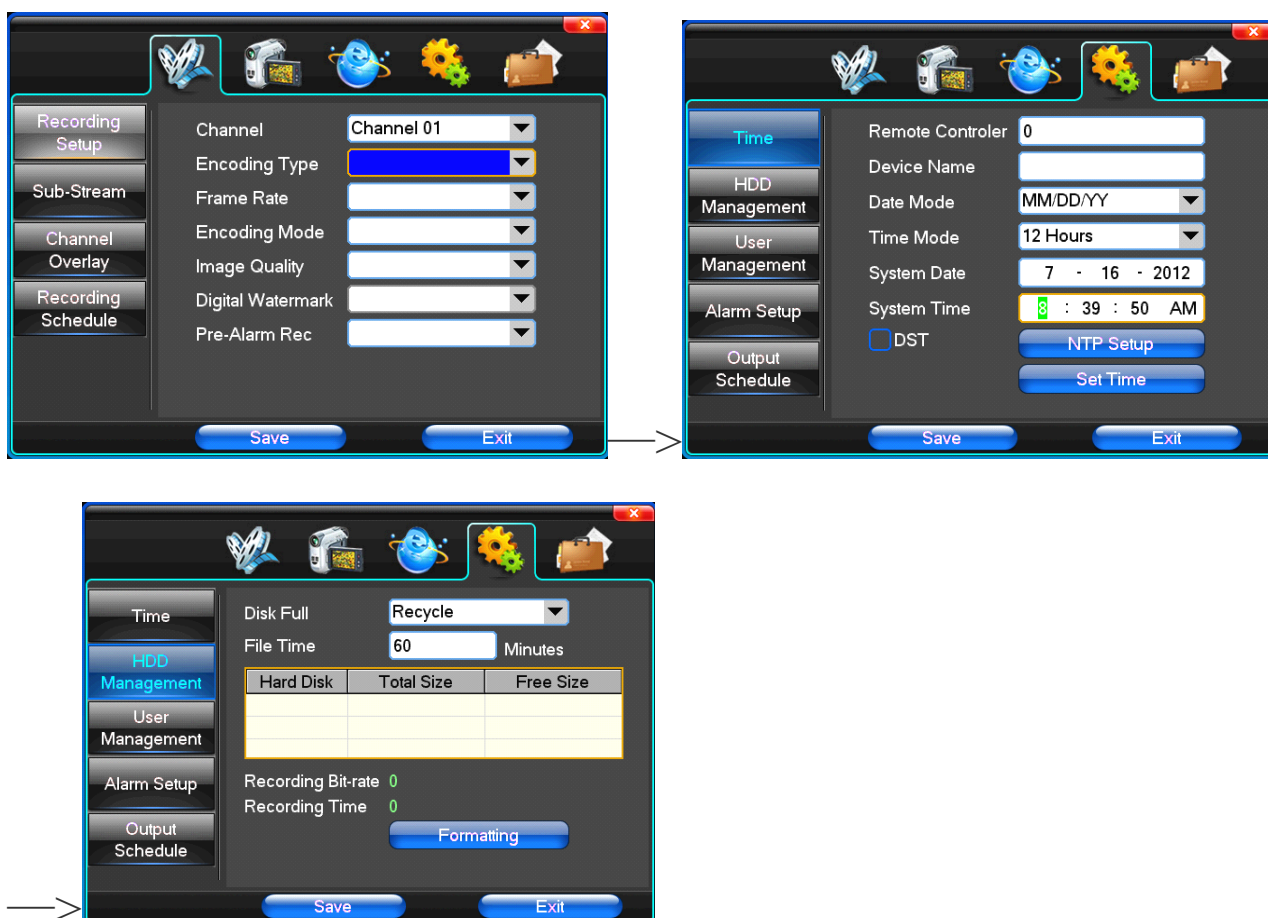 Recording
Setup
Sub-Stream
Channel
Overlay
Recording
Schedule
Channel Channel 01
Encoding Type
Frame Rate
Encoding Mode
Image Quality
Digital Watermark
Pre-Alarm Rec
Save Exit
Time
HDD
Management
User
Management
Alarm Setup
Output
Schedule
Remote Controler 0
Device Name
Date Mode MM/DD/YY
Time Mode 12 Hours
System Date 7 - 16 - 2012
System Time 8 : 39 : 50 AM
DST
NTP Setup
Set Time
Save Exit
Time
HDD
Management
User
Management
Alarm Setup
Output
Schedule
Disk Full Recycle
File Time 60 Minutes
Hard Disk Total Size Free Size
Recording Bit-rate 0
Recording Time 0
Formatting
Save Exit